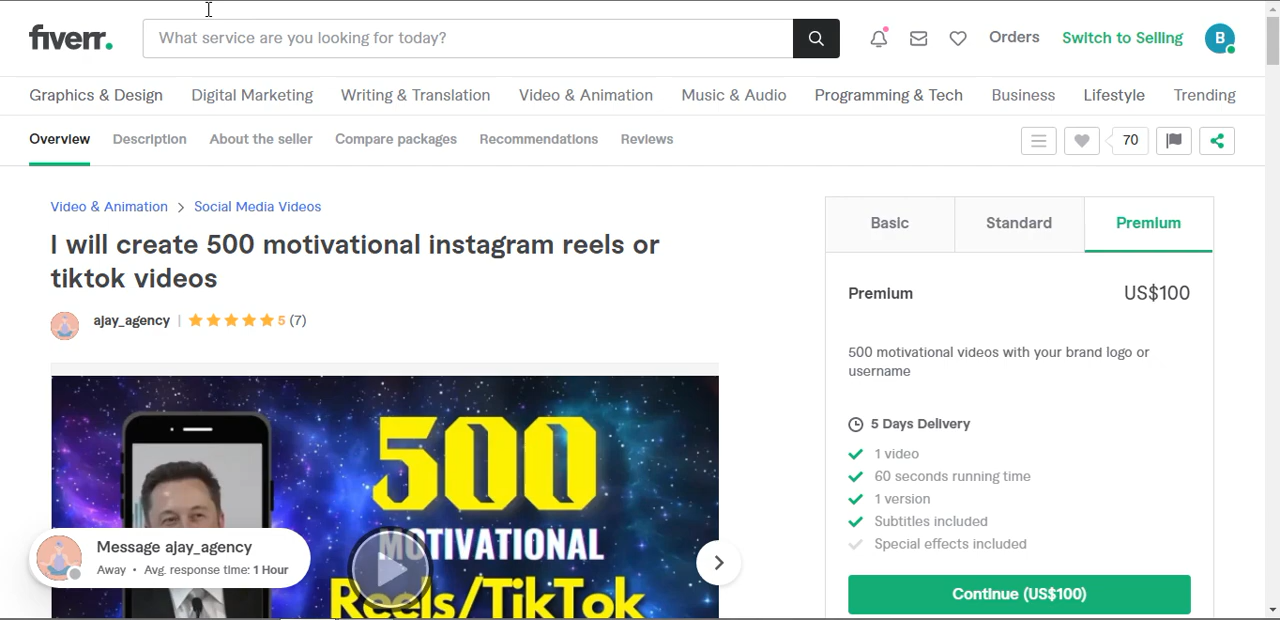 fiverr.
What service are you looking for today?
Orders
Switch to Selling
B
Graphics & Design
Digital Marketing
Writing & Translation
Video & Animation
Music & Audio
Programming & Tech
Business
Lifestyle
Trending
Overview
Description
About the seller
Compare packages
Recommendations
Reviews
70
Video & Animation > Social Media Videos
I will create 500 motivational instagram reels or
tiktok videos
ajay_agency | 5 (7)
500
MOTIVATIONAL
Reels/TikTok
Message ajay_agency
Away • Avg. response time: 1 Hour
Basic
Standard
Premium
Premium
US$100
500 motivational videos with your brand logo or
username
5 Days Delivery
1 video
60 seconds running time
1 version
Subtitles included
Special effects included
Continue (US$100)